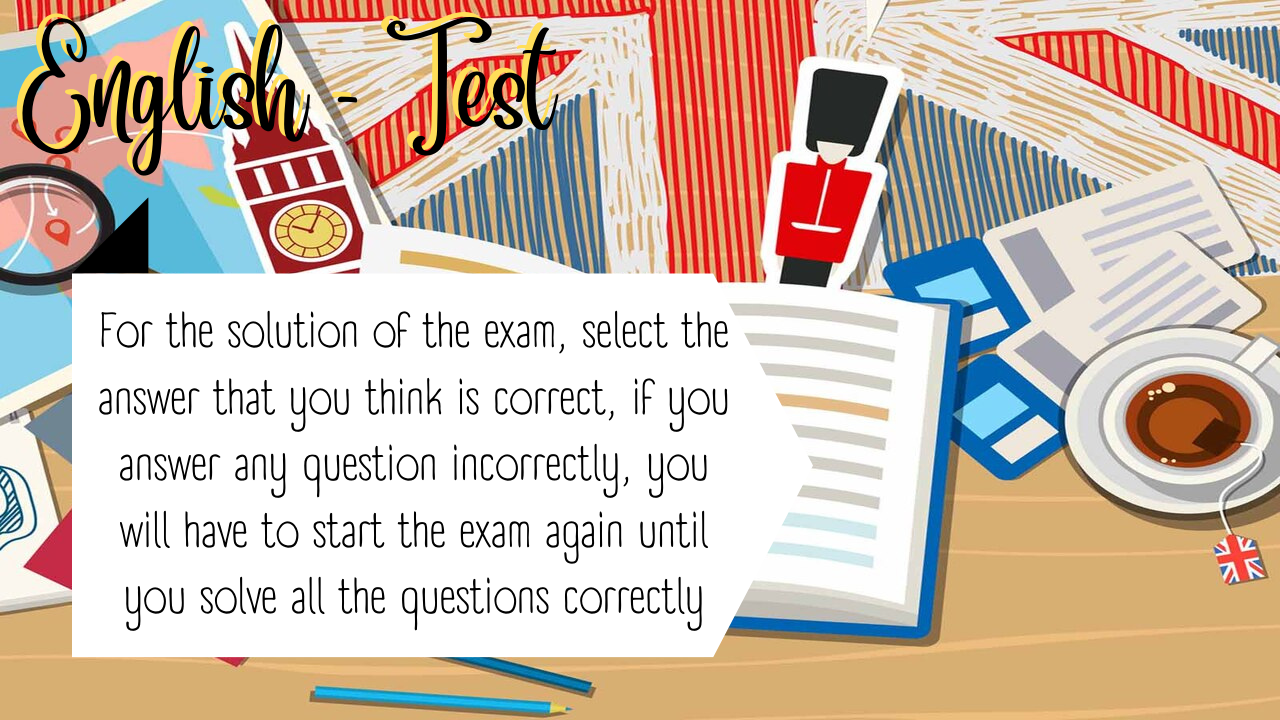 English - Test
For the solution of the exam, select the
answer that you think is correct, if you
answer any question incorrectly, you
will have to start the exam again until
you solve all the questions correctly